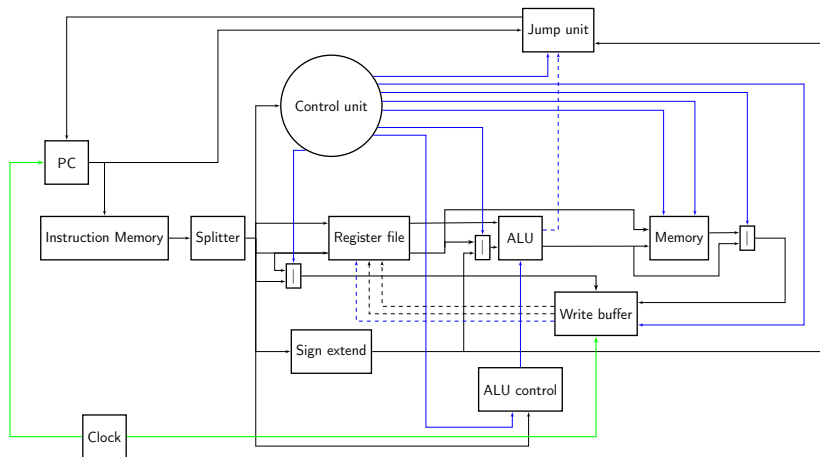 Jump unit
Control unit
PC
Instruction Memory
Splitter
Register file
|
ALU
Memory
|
|
Write buffer
Sign extend
ALU control
Clock